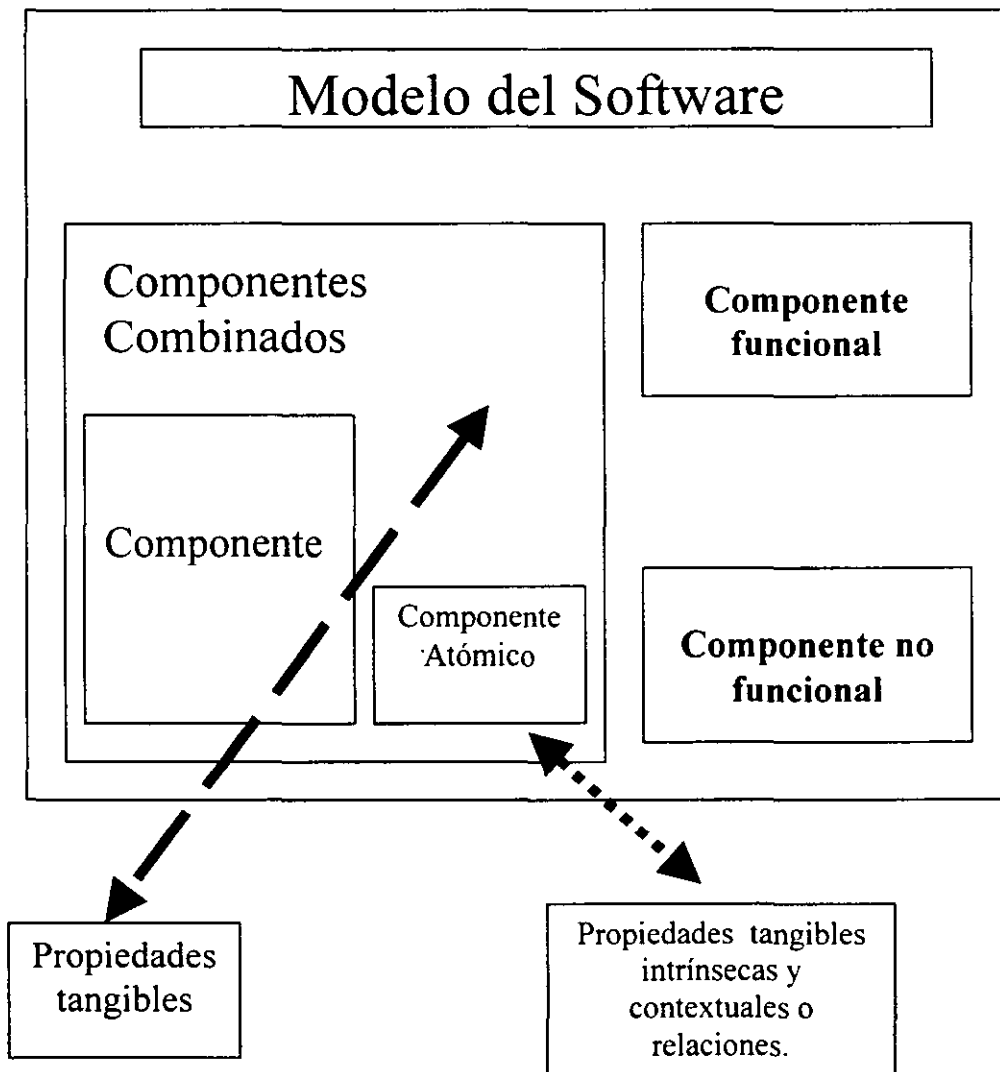 Modelo del Software
Componentes
Combinados
Componente
funcional
Componente
Componente
Atómico
Componente no
funcional
Propiedades
tangibles
Propiedades tangibles
intrínsecas y
contextuales o
relaciones.